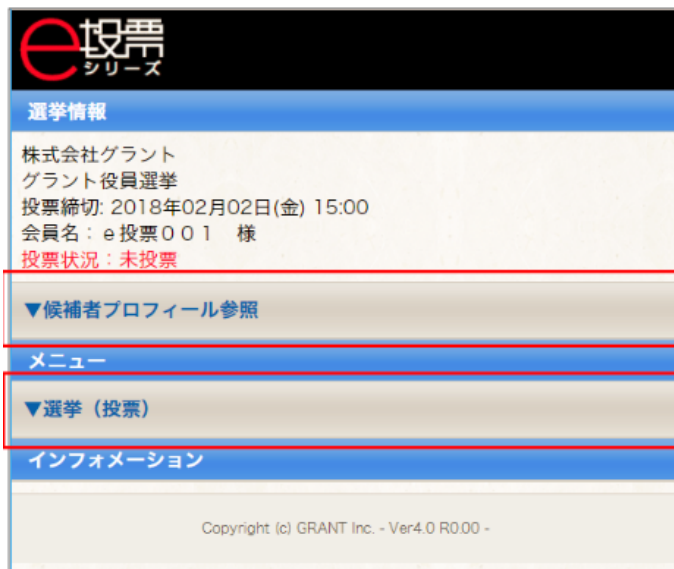 e投票
シリーズ
選挙情報
株式会社グラント
グラント役員選挙
投票締切: 2018年02月02日(金) 15:00
会員名：ｅ投票００１　様
投票状況：未投票
▼候補者プロフィール参照
メニュー
▼選挙（投票）
インフォメーション
Copyright (c) GRANT Inc. - Ver4.0 R0.00 -